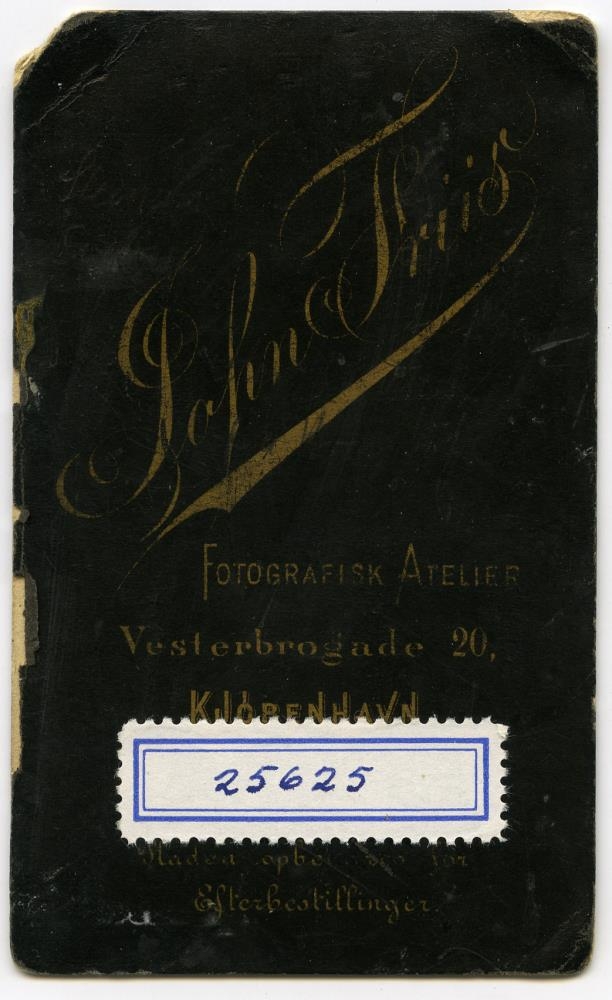 John Friis
FOTOGRAFISK ATELIER
Vesterbrogade 20,
KJÖBENHAVN
25625
for
Efterbestillinger.